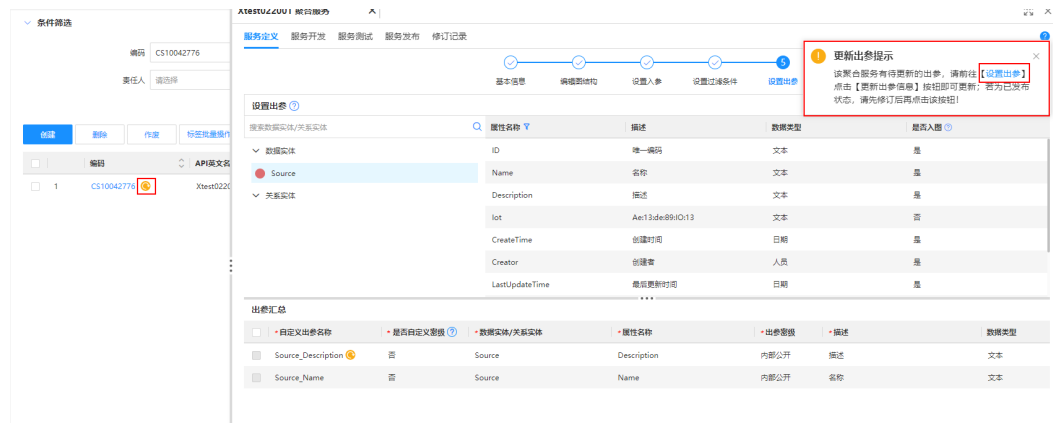 条件筛选
编码 CS10042776
责任人 请选择
创建 删除 作废 标签批量操作
编码 API英文名
1 CS10042776 Xtest0220
Xtest022001 聚合服务
服务定义 服务开发 服务测试 服务发布 修订记录
5
基本信息 编辑图结构 设置入参 设置过滤条件 设置出参
更新出参提示
该聚合服务有待更新的出参，请前往【设置出参】
点击【更新出参信息】按钮即可更新；若为已发布
状态，请先修订后再点击该按钮！
设置出参
搜索数据实体/关系实体
数据实体
Source
关系实体
属性名称 描述 数据类型 是否入图
ID 唯一编码 文本 是
Name 名称 文本 是
Description 描述 文本 是
Iot Ae:13:de:89:IO:13 文本 否
CreateTime 创建时间 日期 是
Creator 创建者 人员 是
LastUpdateTime 最后更新时间 日期 是
出参汇总
*自定义出参名称 *是否自定义密级 *数据实体/关系实体 *属性名称 *出参密级 *描述 数据类型
Source_Description 否 Source Description 内部公开 描述 文本
Source_Name 否 Source Name 内部公开 名称 文本